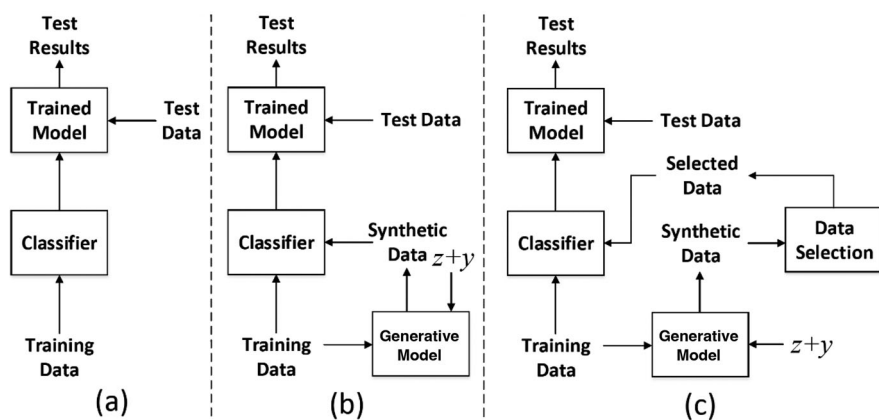 Test
Results
Trained
Model
Test
Data
Classifier
Training
Data
(a)
Test
Results
Trained
Model
Test Data
Classifier
Synthetic
Data
z+y
Training
Data
Generative
Model
(b)
Test
Results
Trained
Model
Test Data
Selected
Data
Classifier
Synthetic
Data
Data
Selection
Training
Data
Generative
Model
z+y
(c)